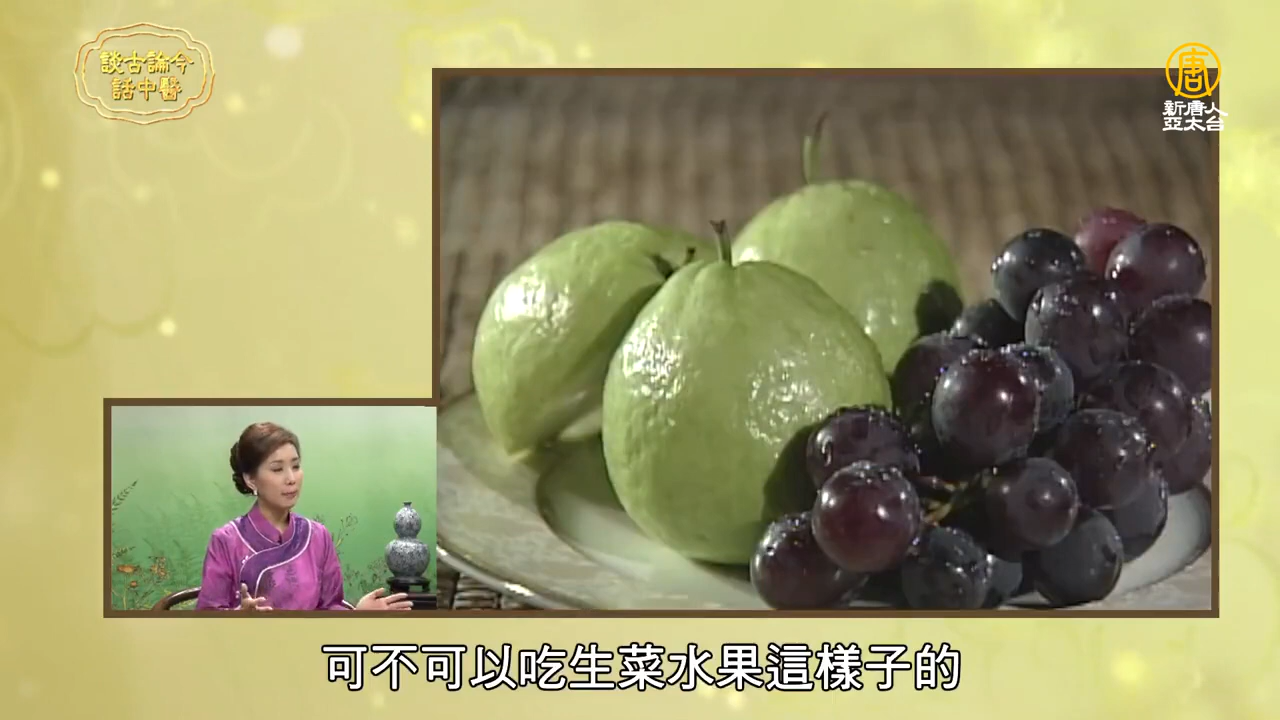 談古論今
話中醫
新唐人
亞太台
可不可以吃生菜水果這樣子的